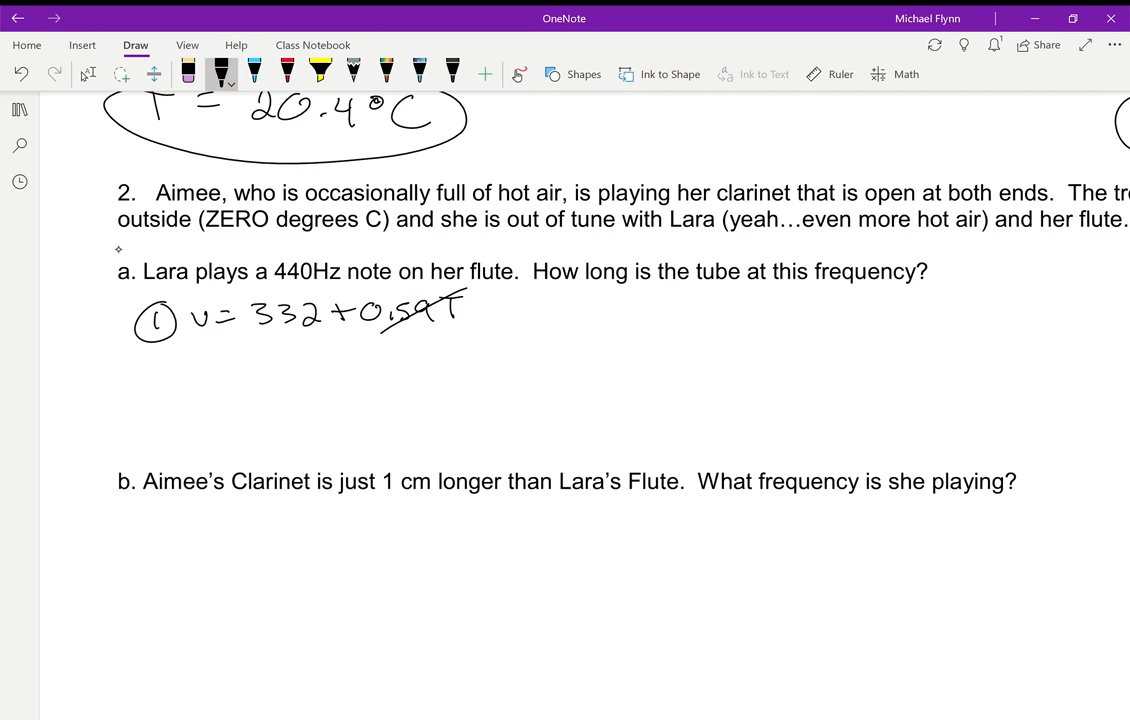 OneNote
Michael Flynn
Home Insert Draw View Help Class Notebook
1 Share
Shapes Ink to Shape Ink to Text Ruler Math
T = 20.4°C
2. Aimee, who is occasionally full of hot air, is playing her clarinet that is open at both ends. The tr
outside (ZERO degrees C) and she is out of tune with Lara (yeah…even more hot air) and her flute.
a. Lara plays a 440Hz note on her flute. How long is the tube at this frequency?
① v = 332 + 0.59T
b. Aimee’s Clarinet is just 1 cm longer than Lara’s Flute. What frequency is she playing?